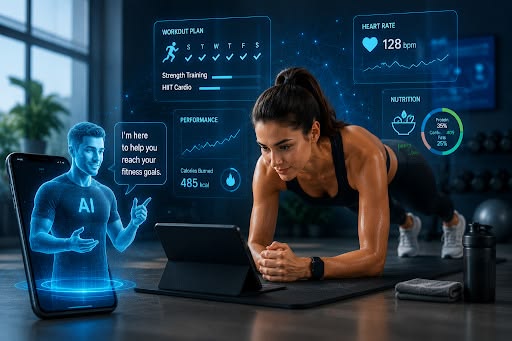 WORKOUT PLAN
S T W T F S
Strength Training
HIIT Cardio
HEART RATE
128 bpm
PERFORMANCE
Calories Burned
485 kcal
NUTRITION
Protein
35%
25%
I'm here
to help you
reach your
fitness goals.
AI